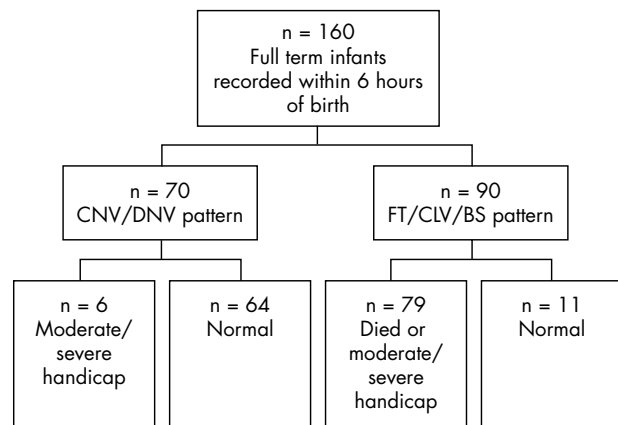 n = 160
Full term infants
recorded within 6 hours
of birth
n = 70
CNV/DNV pattern
n = 90
FT/CLV/BS pattern
n = 6
Moderate/
severe
handicap
n = 64
Normal
n = 79
Died or
moderate/
severe
handicap
n = 11
Normal